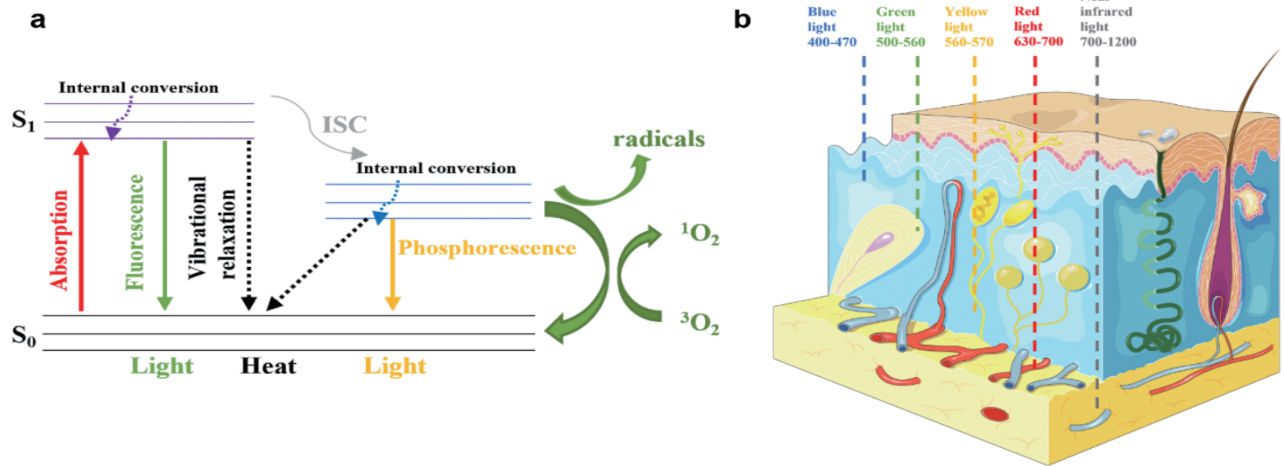 a
Internal conversion
S1
ISC
Absorption
Fluorescence
Vibrational
relaxation
Internal conversion
Phosphorescence
radicals
¹O₂
³O₂
S0
Light
Heat
Light
b
Blue
light
400-470
Green
light
500-560
Yellow
light
560-570
Red
light
630-700
infrared
light
700-1200